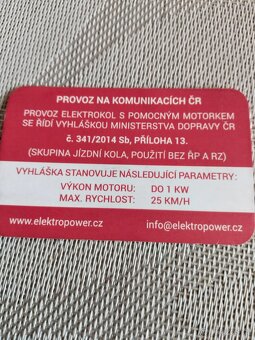 PROVOZ NA KOMUNIKACÍCH ČR
PROVOZ ELEKTROKOL S POMOCNÝM MOTORKEM
SE ŘÍDÍ VYHLÁŠKOU MINISTERSTVA DOPRAVY ČR
č. 341/2014 Sb, PŘÍLOHA 13.
(SKUPINA JÍZDNÍ KOLA, POUŽITÍ BEZ ŘP A RZ)
VYHLÁŠKA STANOVUJE NÁSLEDUJÍCÍ PARAMETRY:
VÝKON MOTORU: DO 1 KW
MAX. RYCHLOST: 25 KM/H
www.elektropower.cz info@elektropower.cz